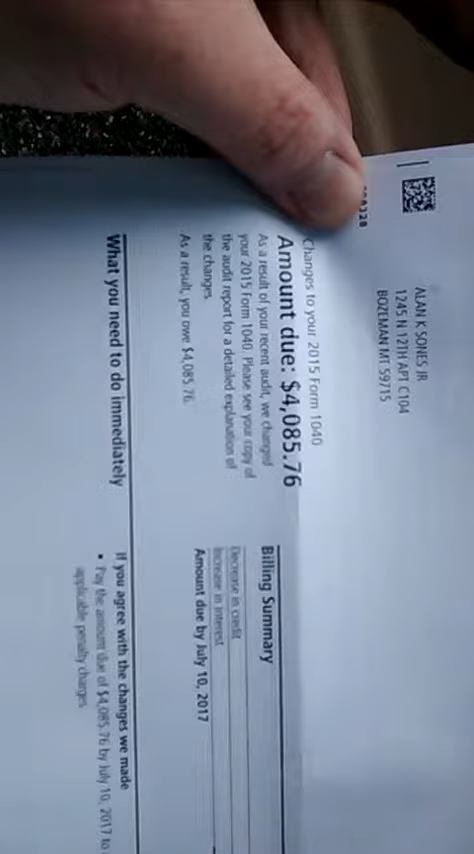 ALAN K SONES JR
1245 N 12TH APT C104
BOZEMAN MT 59715
Changes to your 2015 Form 1040
Amount due: $4,085.76
As a result of your recent audit, we changed
your 2015 Form 1040. Please see your copy of
the audit report for a detailed explanation of
the changes.
As a result, you owe $4,085.76.
Billing Summary
Decrease in credit
Increase in interest
Amount due by July 10, 2017
What you need to do immediately
If you agree with the changes we made
• Pay the amount due of $4,085.76 by July 10, 2017 to
applicable penalty charges.